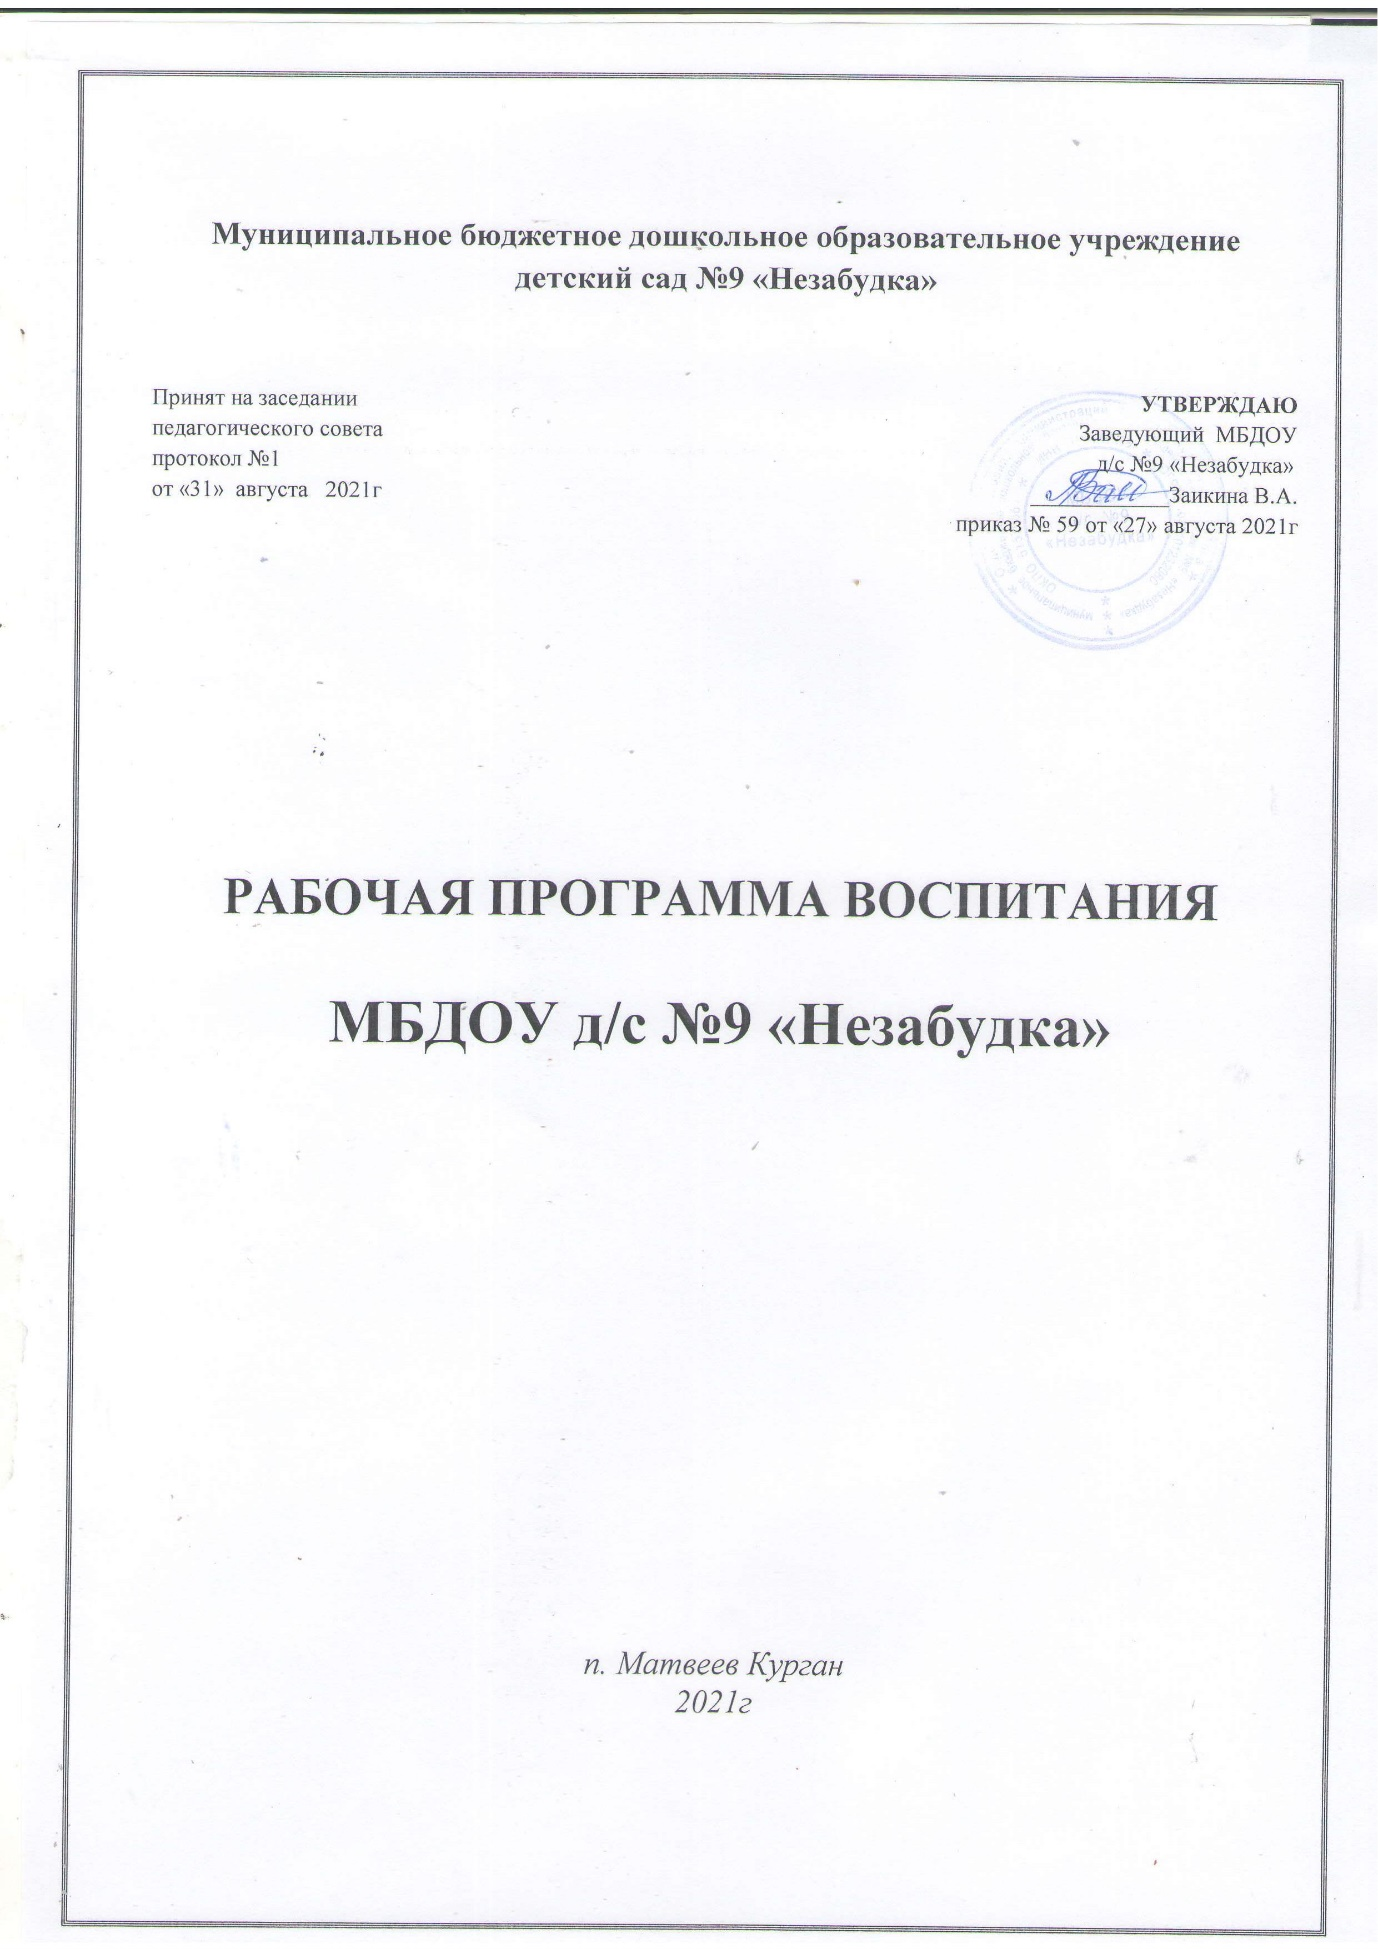 Муниципальное бюджетное дошкольное образовательное учреждение
детский сад №9 «Незабудка»
Принят на заседании
педагогического совета
протокол №1
от «31» августа 2021г
УТВЕРЖДАЮ
Заведующий МБДОУ
д/с №9 «Незабудка»
Заикина В.А.
приказ № 59 от «27» августа 2021г
№9
«Незабудка»
РАБОЧАЯ ПРОГРАММА ВОСПИТАНИЯ
МБДОУ д/с №9 «Незабудка»
п. Матвеев Курган
2021г